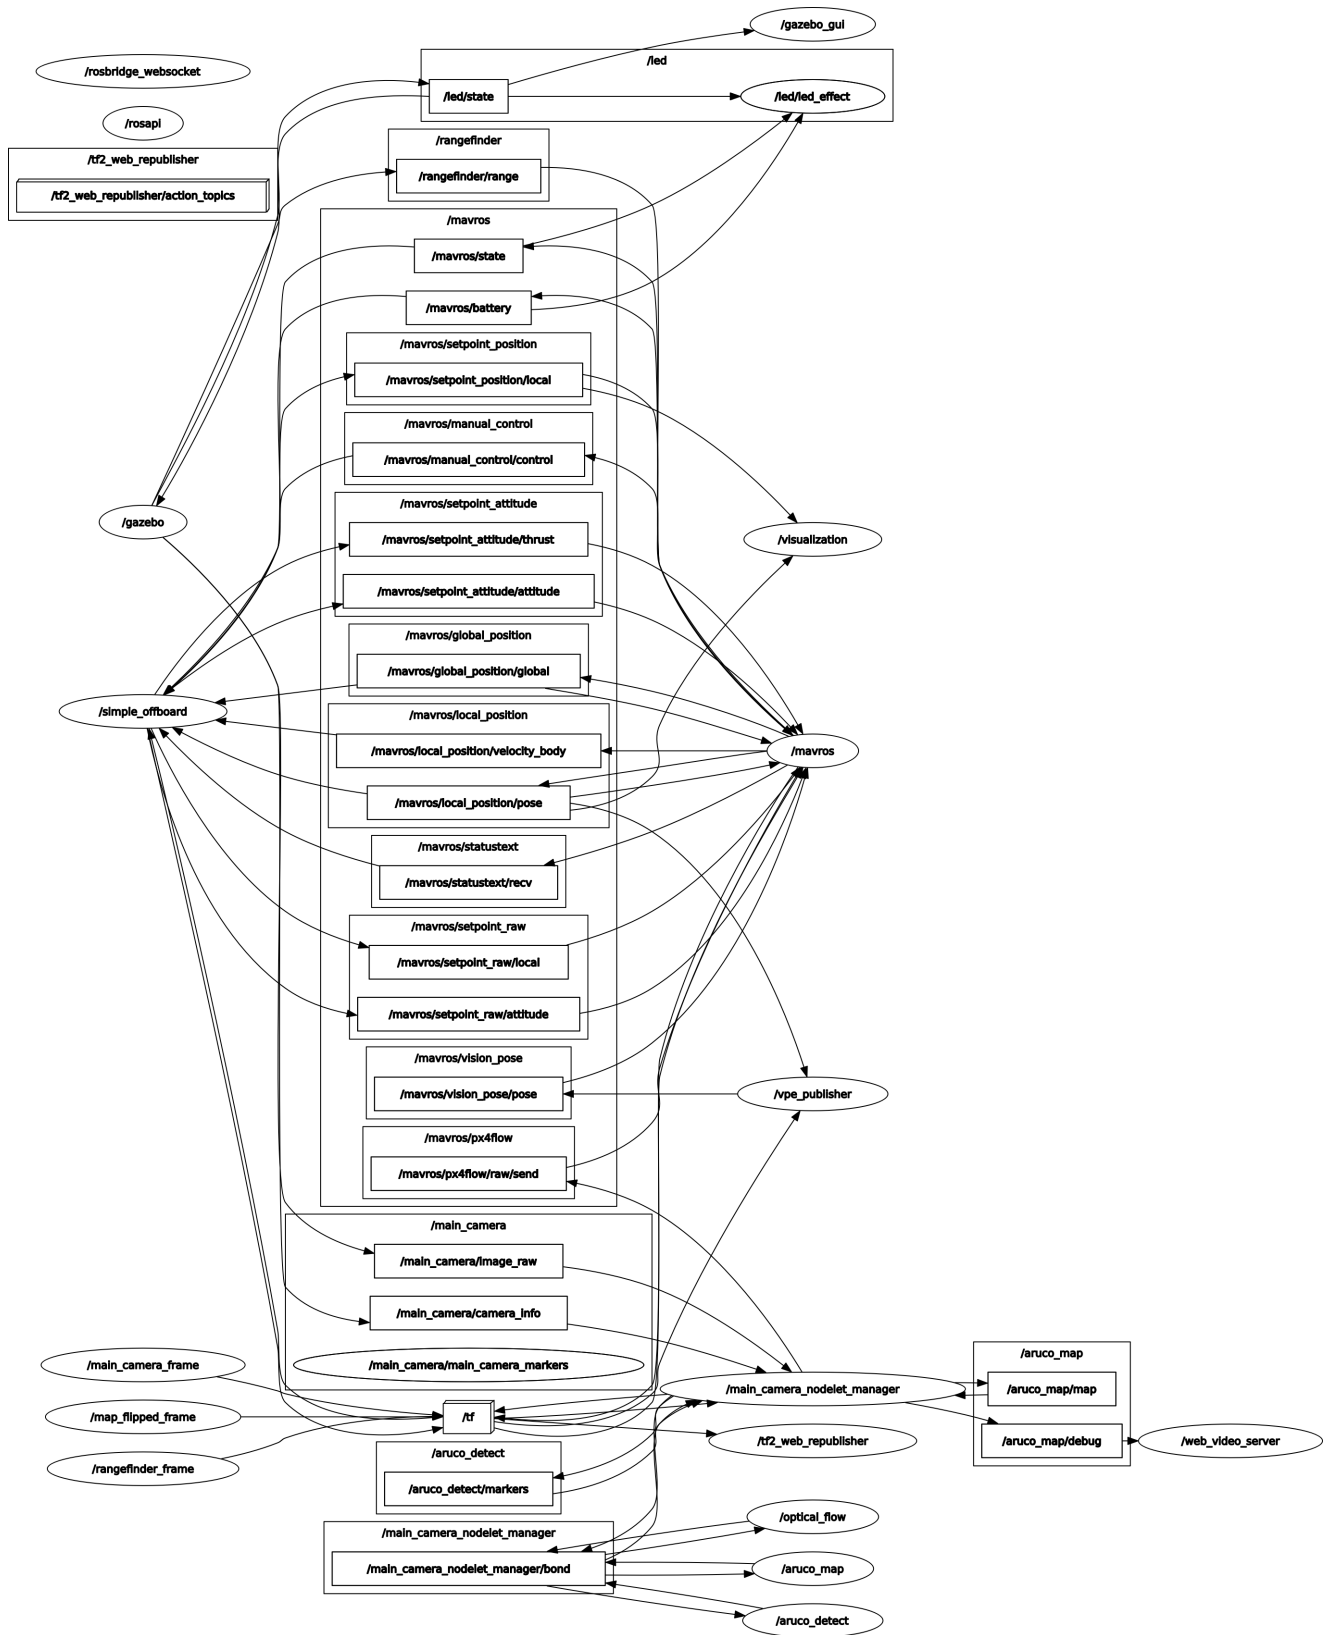 /gazebo_gui
/led
/rosbridge_websocket
/led/state
/led/led_effect
/rosapi
/rangefinder
/tf2_web_republisher
/rangefinder/range
/tf2_web_republisher/action_topics
/mavros
/mavros/state
/mavros/battery
/mavros/setpoint_position
/mavros/setpoint_position/local
/mavros/manual_control
/mavros/manual_control/control
/mavros/setpoint_attitude
/gazebo
/mavros/setpoint_attitude/thrust
/visualization
/mavros/setpoint_attitude/attitude
/mavros/global_position
/mavros/global_position/global
/simple_offboard
/mavros/local_position
/mavros/local_position/velocity_body
/mavros
/mavros/local_position/pose
/mavros/statustext
/mavros/statustext/recv
/mavros/setpoint_raw
/mavros/setpoint_raw/local
/mavros/setpoint_raw/attitude
/mavros/vision_pose
/mavros/vision_pose/pose
/vpe_publisher
/mavros/px4flow
/mavros/px4flow/raw/send
/main_camera
/main_camera/image_raw
/main_camera/camera_info
/aruco_map
/main_camera_frame
/main_camera/main_camera_markers
/main_camera_nodelet_manager
/aruco_map/map
/map_flipped_frame
/tf
/tf2_web_republisher
/aruco_map/debug
/web_video_server
/aruco_detect
/rangefinder_frame
/aruco_detect/markers
/optical_flow
/main_camera_nodelet_manager
/main_camera_nodelet_manager/bond
/aruco_map
/aruco_detect